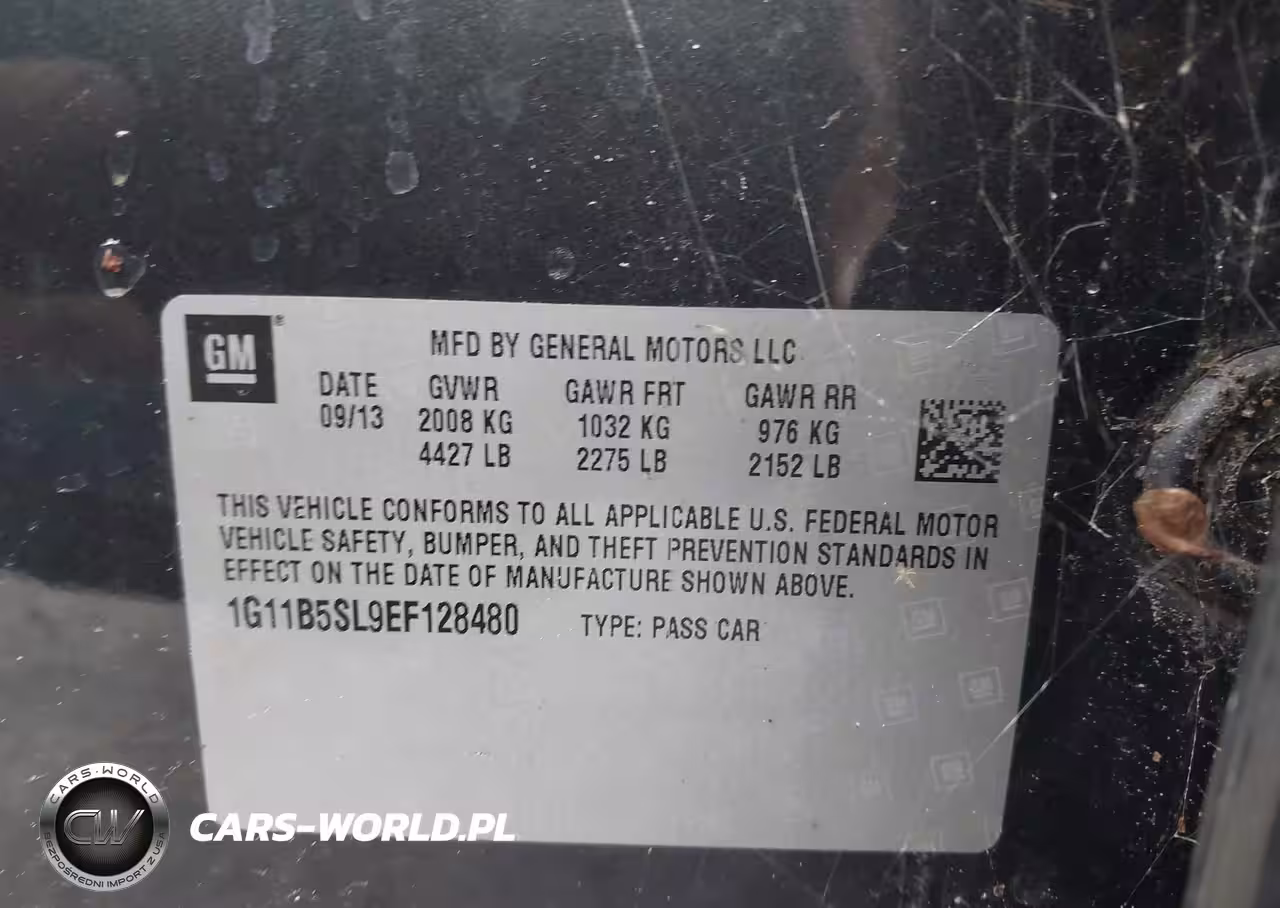 GM®
MFD BY GENERAL MOTORS LLC
DATE GVWR GAWR FRT GAWR RR
09/13 2008 KG 1032 KG 976 KG
4427 LB 2275 LB 2152 LB
THIS VEHICLE CONFORMS TO ALL APPLICABLE U.S. FEDERAL MOTOR
VEHICLE SAFETY, BUMPER, AND THEFT PREVENTION STANDARDS IN
EFFECT ON THE DATE OF MANUFACTURE SHOWN ABOVE.
1G11B5SL9EF128480 TYPE: PASS CAR
CARS-WORLD
CW
BEZPOŚREDNI IMPORT Z USA
CARS-WORLD.PL